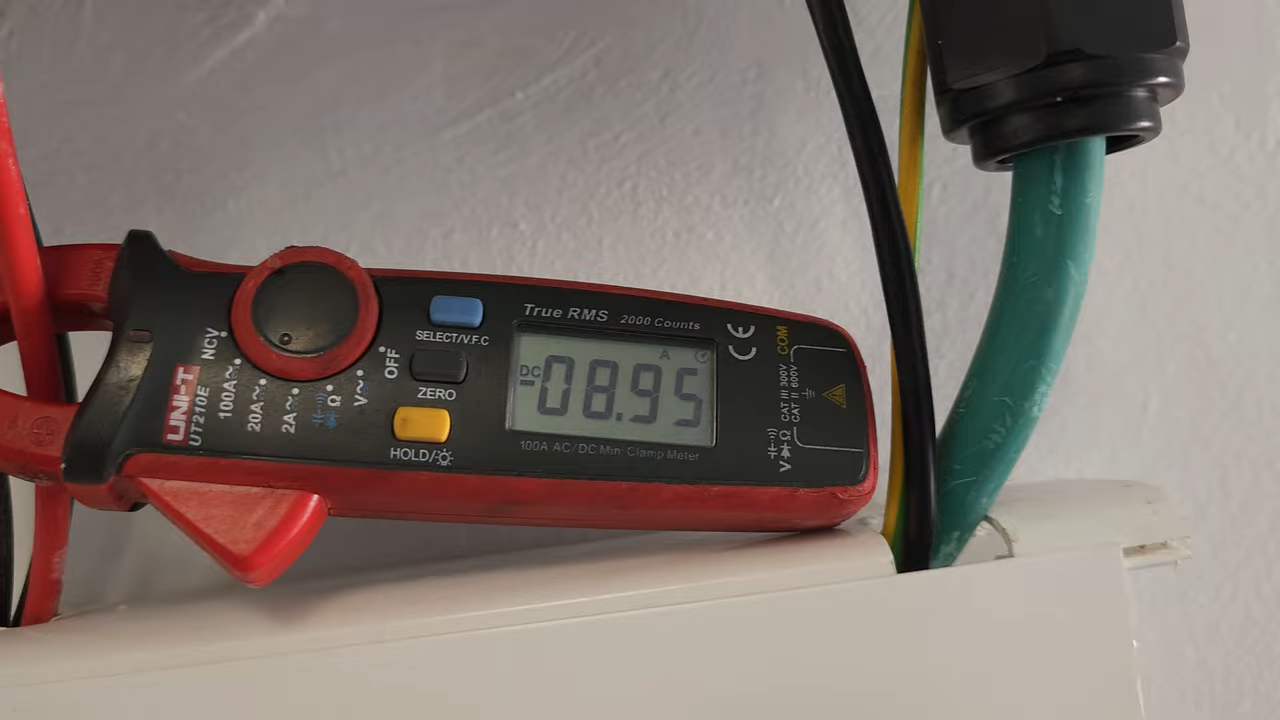 True RMS 2000 Counts
SELECT/V.F.C
ZERO
HOLD/
OFF
NCV
100A
20A
2A
Ω
V
UNI-T
UT210E
DC
A
-08.95
100A AC/DC Mini Clamp Meter
CE
COM
CAT III 300V
CAT II 600V
VΩ